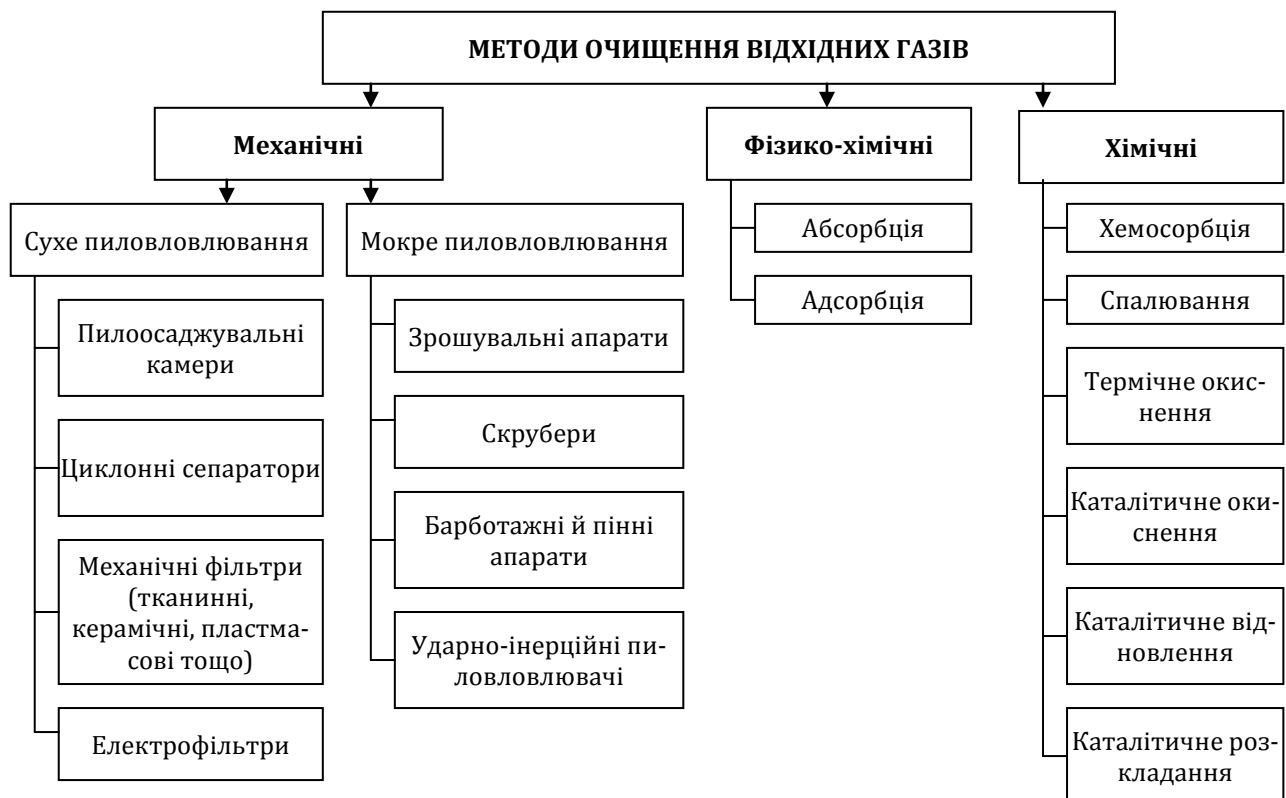 МЕТОДИ ОЧИЩЕННЯ ВІДХІДНИХ ГАЗІВ
Механічні
Фізико-хімічні
Хімічні
Сухе пиловловлювання
Мокре пиловловлювання
Пилоосаджувальні
камери
Циклонні сепаратори
Механічні фільтри
(тканинні,
керамічні, пластма-
сові тощо)
Електрофільтри
Зрошувальні апарати
Скрубери
Барботажні й пінні
апарати
Ударно-інерційні пи-
ловловлювачі
Абсорбція
Адсорбція
Хемосорбція
Спалювання
Термічне окис-
нення
Каталітичне оки-
снення
Каталітичне від-
новлення
Каталітичне роз-
кладання